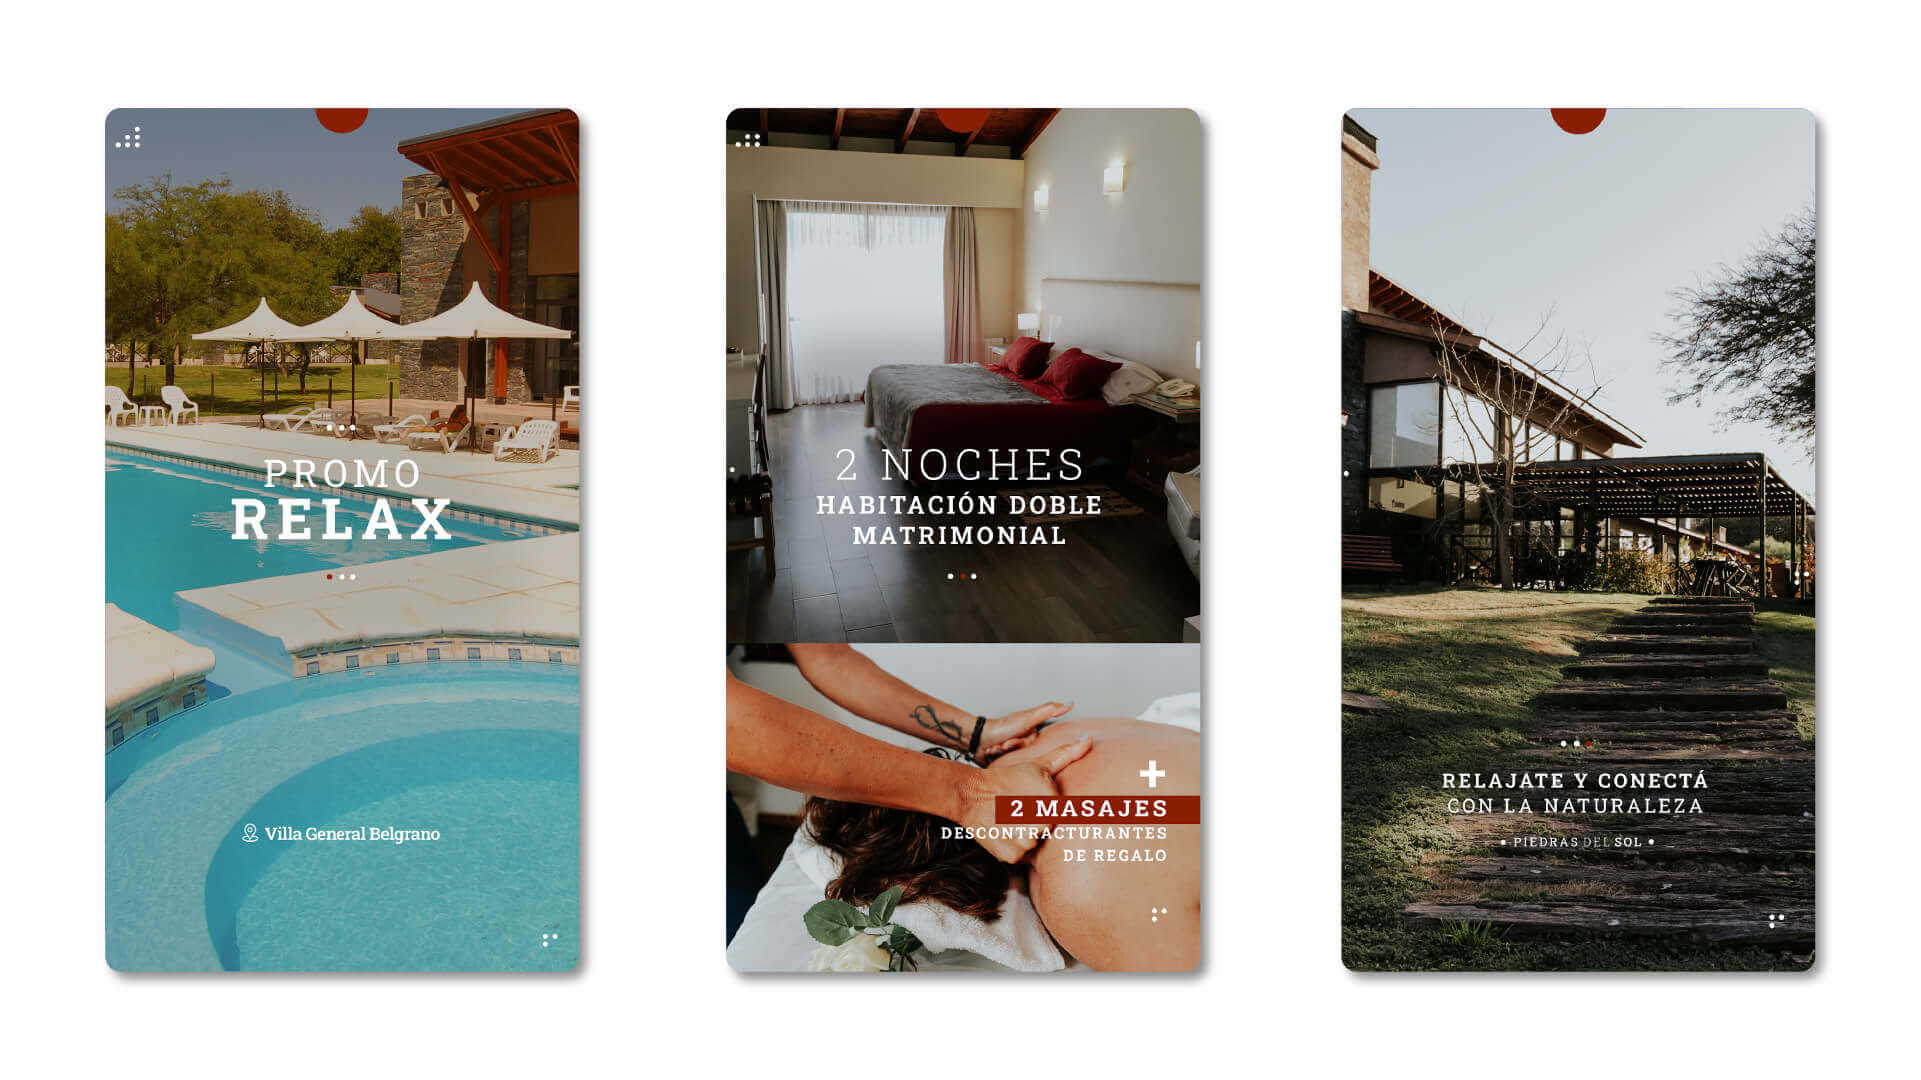 PROMO
RELAX
Villa General Belgrano
2 NOCHES
HABITACIÓN DOBLE
MATRIMONIAL
+
2 MASAJES
DESCONTRACTURANTES
DE REGALO
RELAJATE Y CONECTÁ
CON LA NATURALEZA
• PIEDRAS DEL SOL •